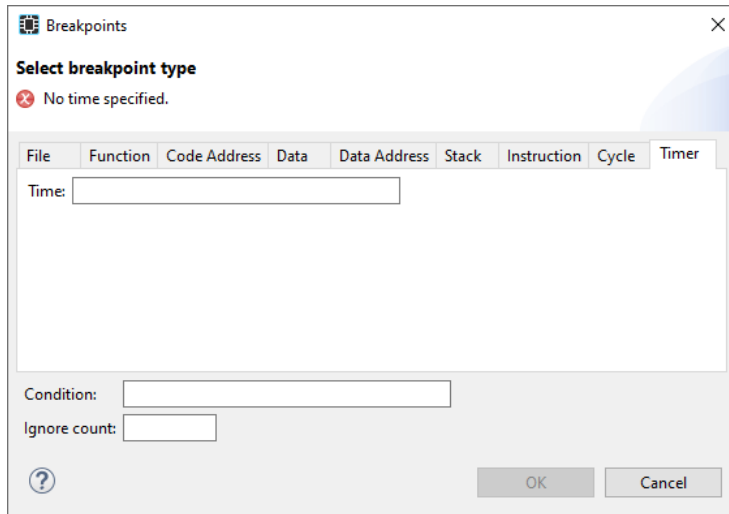 Breakpoints
Select breakpoint type
No time specified.
File Function Code Address Data Data Address Stack Instruction Cycle Timer
Time:
Condition:
Ignore count:
? OK Cancel